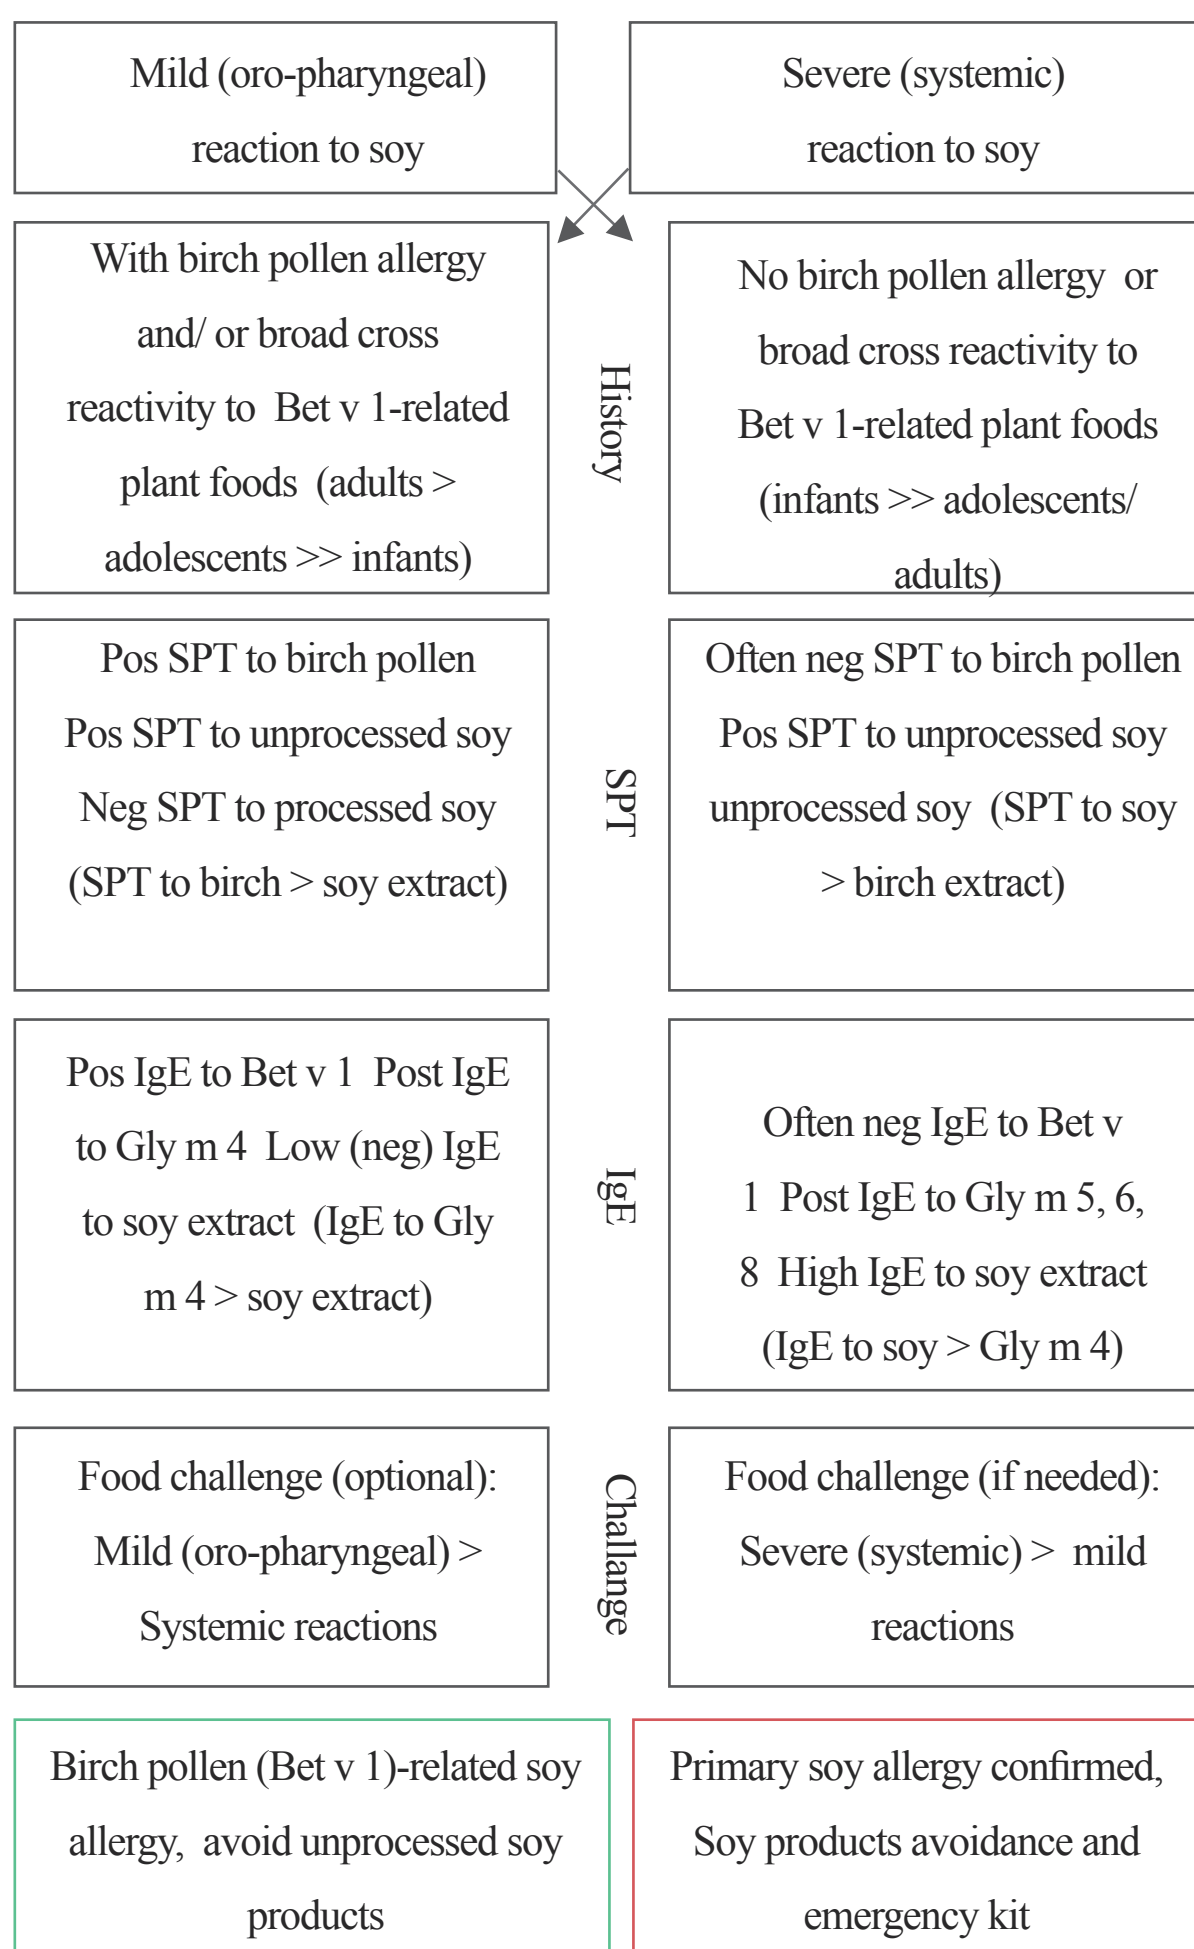 Mild (oro-pharyngeal)
reaction to soy
Severe (systemic)
reaction to soy
With birch pollen allergy
and/ or broad cross
reactivity to Bet v 1-related
plant foods (adults >
adolescents >> infants)
History
No birch pollen allergy or
broad cross reactivity to
Bet v 1-related plant foods
(infants >> adolescents/
adults)
Pos SPT to birch pollen
Pos SPT to unprocessed soy
Neg SPT to processed soy
(SPT to birch > soy extract)
SPT
Often neg SPT to birch pollen
Pos SPT to unprocessed soy
unprocessed soy (SPT to soy
> birch extract)
Pos IgE to Bet v 1 Post IgE
to Gly m 4 Low (neg) IgE
to soy extract (IgE to Gly
m 4 > soy extract)
IgE
Often neg IgE to Bet v
1 Post IgE to Gly m 5, 6,
8 High IgE to soy extract
(IgE to soy > Gly m 4)
Food challenge (optional):
Mild (oro-pharyngeal) >
Systemic reactions
Challange
Food challenge (if needed):
Severe (systemic) > mild
reactions
Birch pollen (Bet v 1)-related soy
allergy, avoid unprocessed soy
products
Primary soy allergy confirmed,
Soy products avoidance and
emergency kit